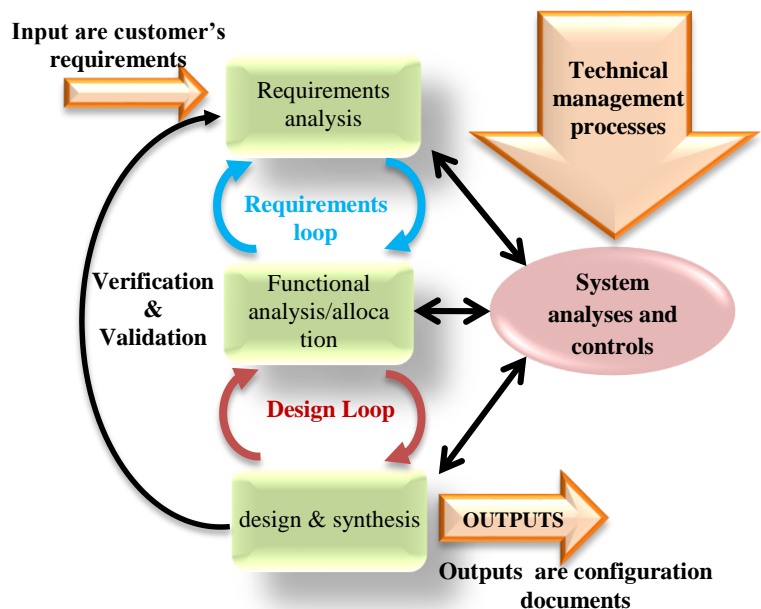 Input are customer's
requirements
Requirements
analysis
Technical
management
processes
Requirements
loop
Verification
&
Validation
Functional
analysis/alloca
tion
System
analyses and
controls
Design Loop
design & synthesis
OUTPUTS
Outputs  are configuration
documents